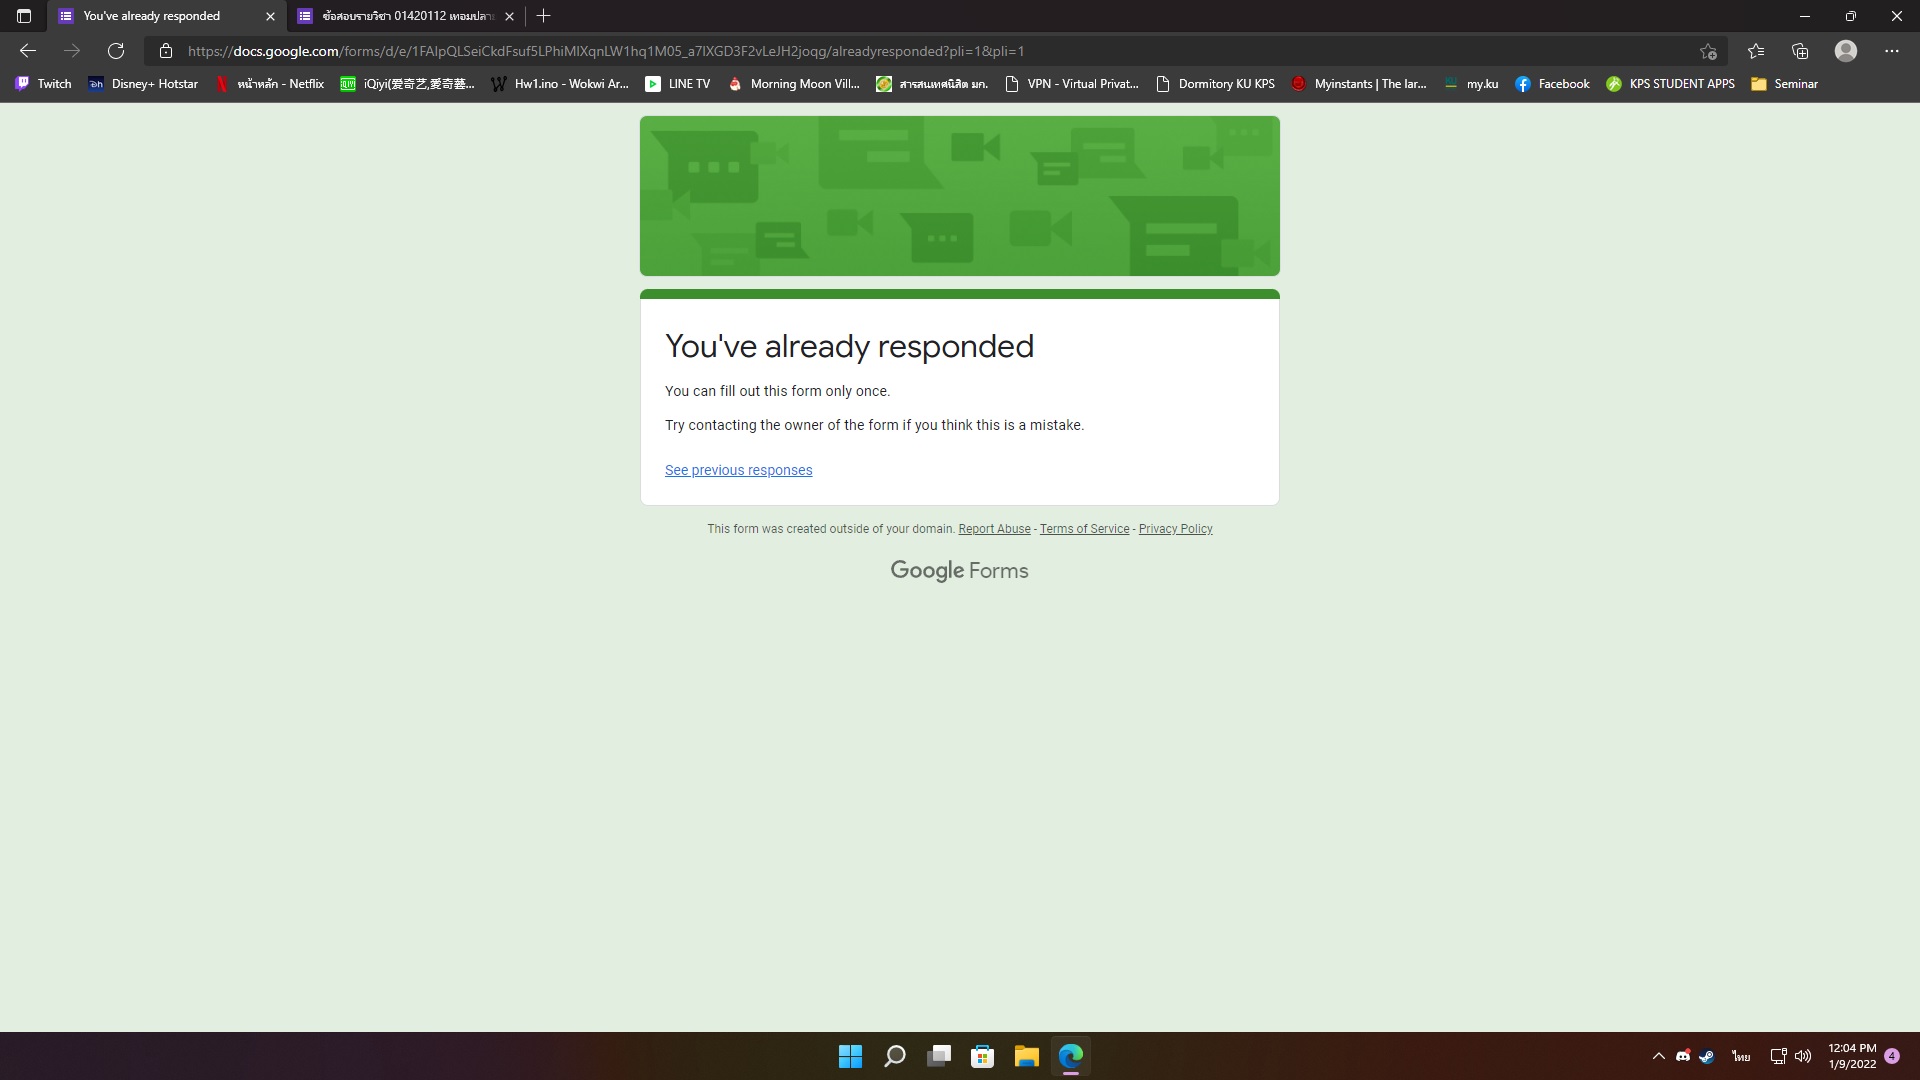 You've already responded
ข้อสอบรายวิชา 01420112 เทอมปลาย
https://docs.google.com/forms/d/e/1FAIpQLSeiCkdFsuf5LPhiMlXqnLW1hq1M05_a7lXGD3F2vLeJH2joqg/alreadyresponded?pli=1&pli=1
Twitch Disney+ Hotstar หน้าหลัก - Netflix iQiyi(爱奇艺,愛奇藝... Hw1.ino - Wokwi Ar... LINE TV Morning Moon Vill... สารสนเทศนิสิต มก. VPN - Virtual Privat... Dormitory KU KPS Myinstants | The lar... my.ku Facebook KPS STUDENT APPS Seminar
You've already responded
You can fill out this form only once.
Try contacting the owner of the form if you think this is a mistake.
See previous responses
This form was created outside of your domain. Report Abuse - Terms of Service - Privacy Policy
Google Forms
ไทย
12:04 PM
1/9/2022
4